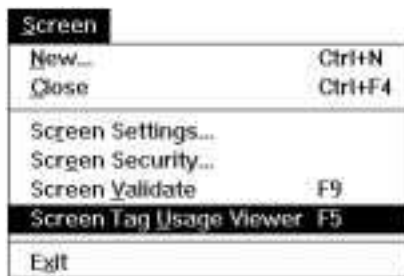 Screen
New... Ctrl+N
Close Ctrl+F4
Screen Settings...
Screen Security...
Screen Validate F9
Screen Tag Usage Viewer F5
Exit